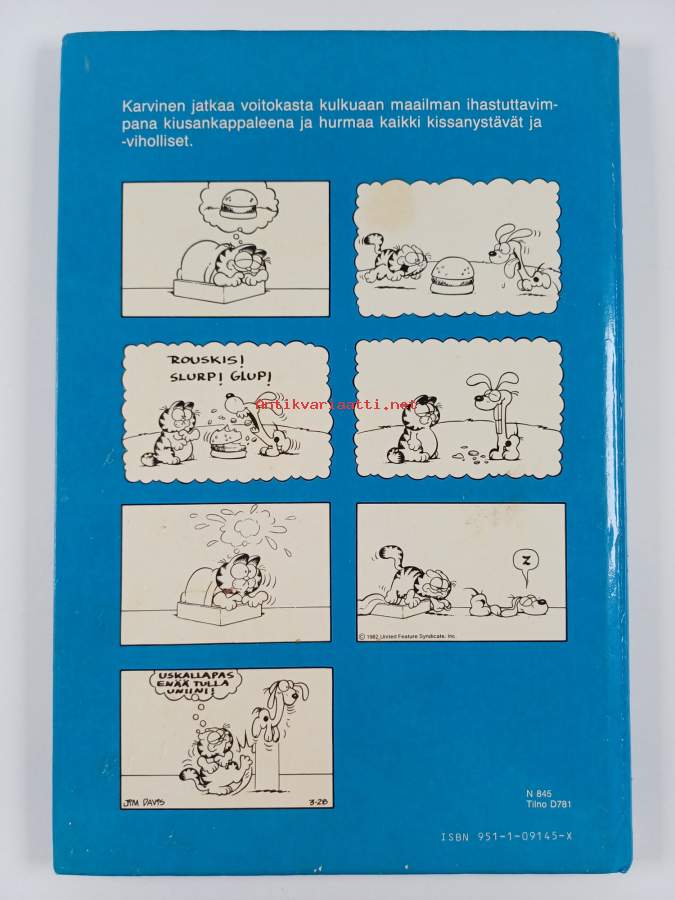 Karvinen jatkaa voitokasta kulkuaan maailman ihastuttavim-
pana kiusankappaleena ja hurmaa kaikki kissanystävät ja
-viholliset.
ROUSKIS!
SLURP! GLUP!
antikvariaatti.net
Z
© 1982 United Feature Syndicate, Inc.
USKALLAPAS
ENÄÄ TULLA
UNIINI!
JIM DAVIS
3-28
N 845
Tilno D781
ISBN 951-1-09145-X